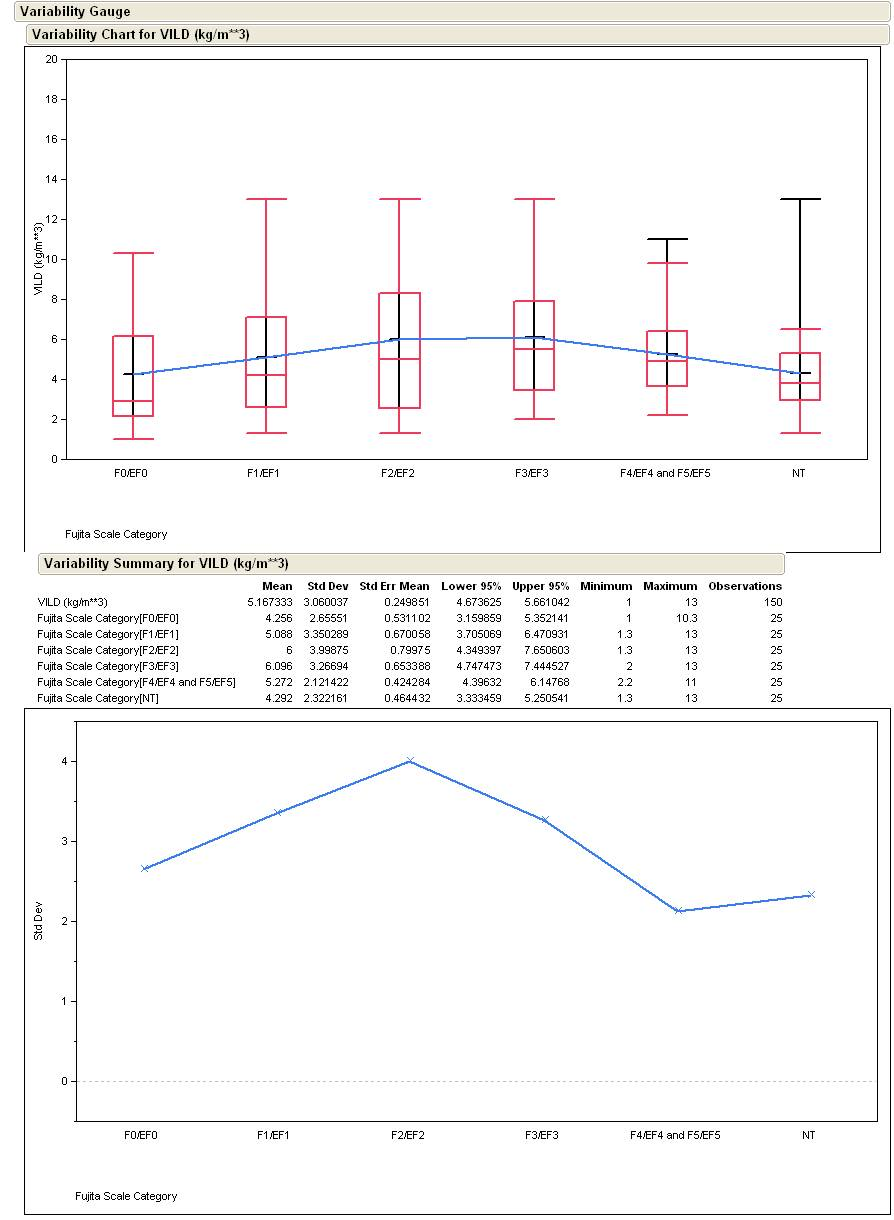 Variability Gauge
Variability Chart for VILD (kg/m**3)
20
18
16
14
12
10
8
6
4
2
0
VILD (kg/m**3)
F0/EF0 F1/EF1 F2/EF2 F3/EF3 F4/EF4 and F5/EF5 NT
Fujita Scale Category
Variability Summary for VILD (kg/m**3)
Mean Std Dev Std Err Mean Lower 95% Upper 95% Minimum Maximum Observations
VILD (kg/m**3) 5.167333 3.060037 0.249851 4.673625 5.661042 1 13 150
Fujita Scale Category[F0/EF0] 4.256 2.65551 0.531102 3.159859 5.352141 1 10.3 25
Fujita Scale Category[F1/EF1] 5.088 3.350289 0.670058 3.705069 6.470931 1.3 13 25
Fujita Scale Category[F2/EF2] 6 3.99875 0.79975 4.349397 7.650603 1.3 13 25
Fujita Scale Category[F3/EF3] 6.096 3.26694 0.653388 4.747473 7.444527 2 13 25
Fujita Scale Category[F4/EF4 and F5/EF5] 5.272 2.121422 0.424284 4.39632 6.14768 2.2 11 25
Fujita Scale Category[NT] 4.292 2.322161 0.464432 3.333459 5.250541 1.3 13 25
4
3
2
1
0
Std Dev
F0/EF0 F1/EF1 F2/EF2 F3/EF3 F4/EF4 and F5/EF5 NT
Fujita Scale Category